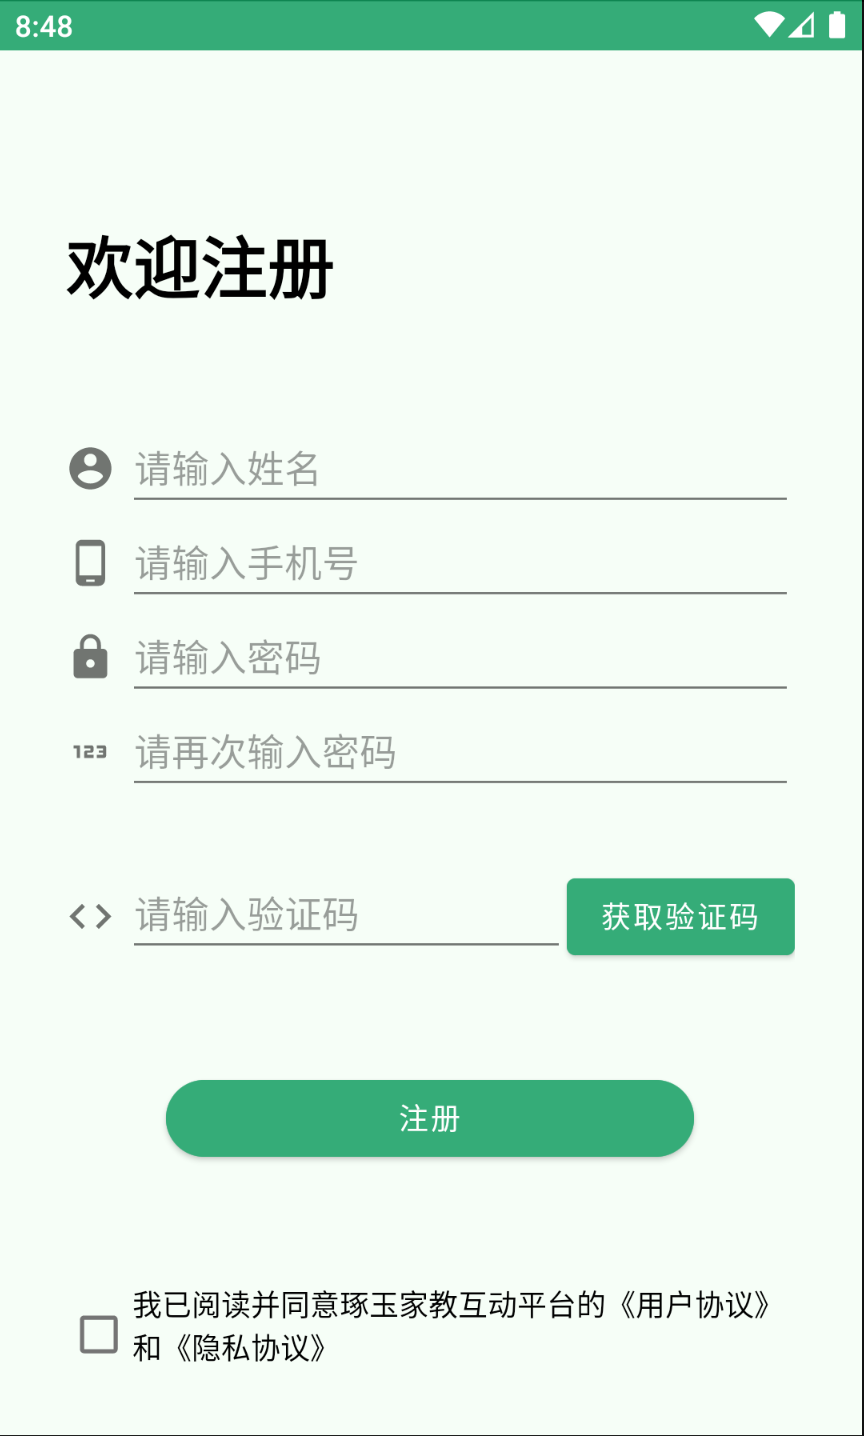 8:48
欢迎注册
请输入姓名
请输入手机号
请输入密码
123
请再次输入密码
请输入验证码
获取验证码
注册
我已阅读并同意琢玉家教互动平台的《用户协议》
和《隐私协议》